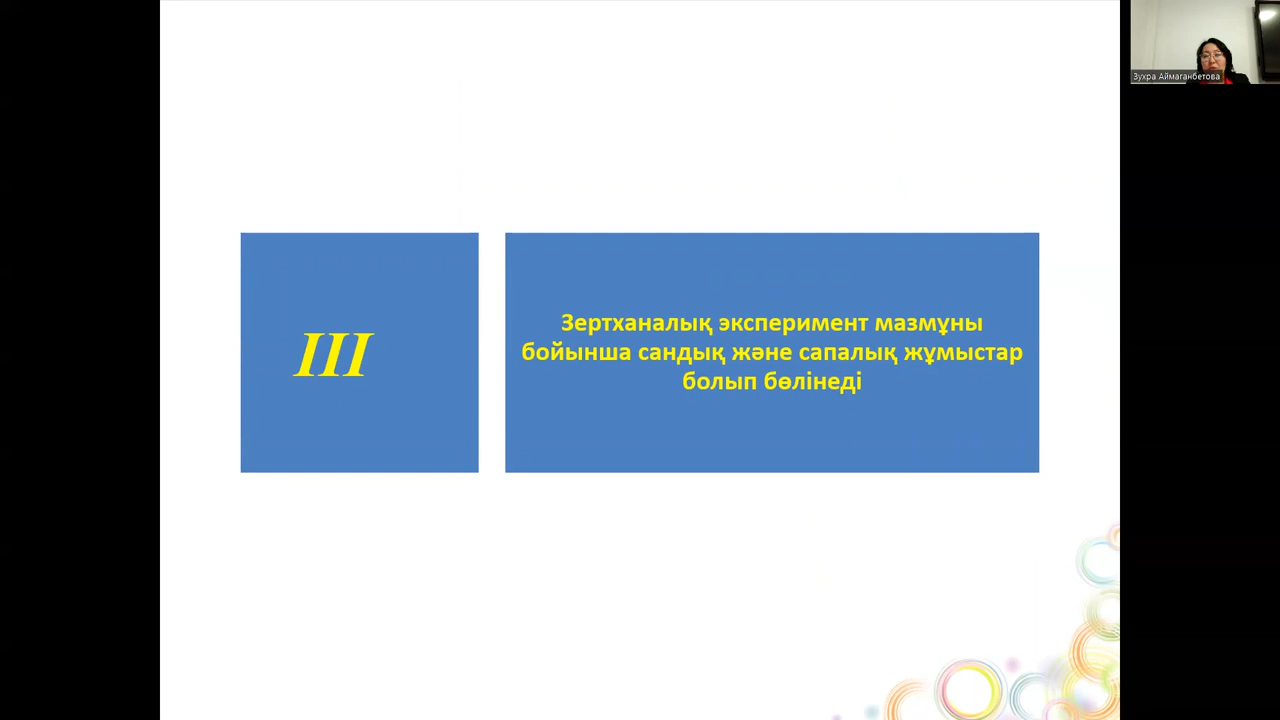 Зухра Аймаганбетова
III
Зертханалық эксперимент мазмұны
бойынша сандық және сапалық жұмыстар
болып бөлінеді